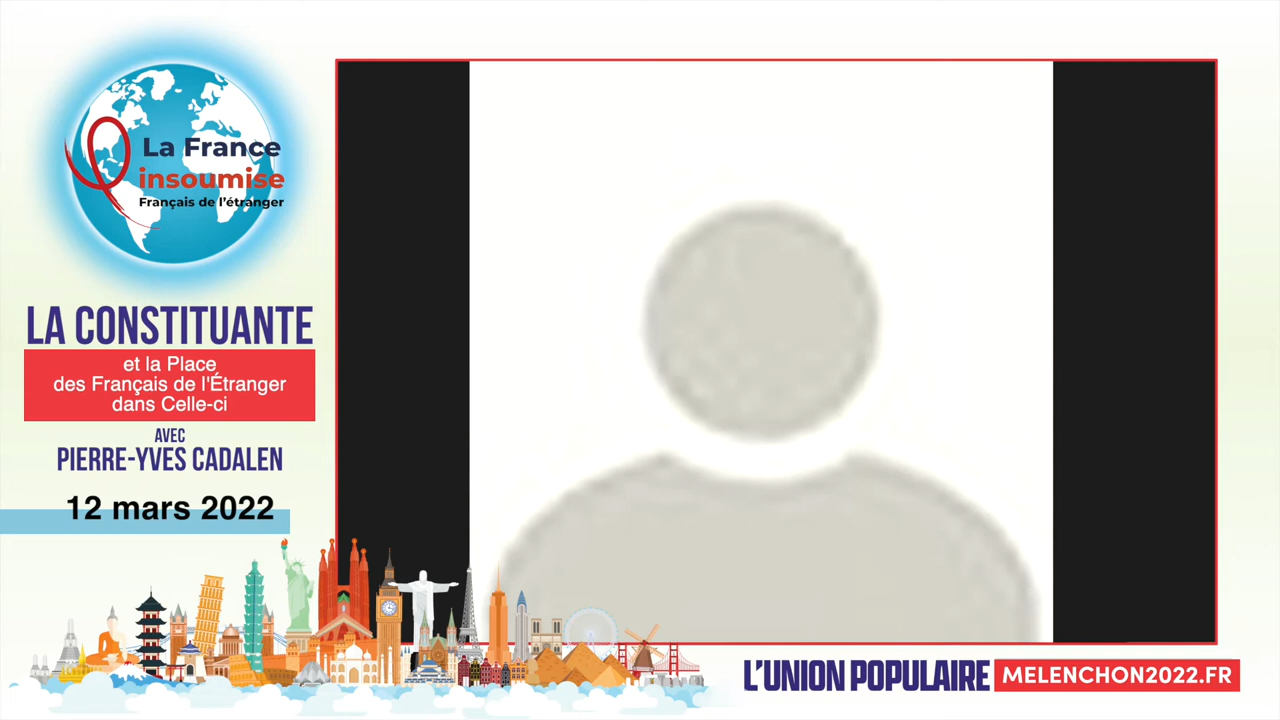 La France
insoumise
Français de l'étranger
LA CONSTITUANTE
et la Place
des Français de l'Étranger
dans Celle-ci
AVEC
PIERRE-YVES CADALEN
12 mars 2022
L'UNION POPULAIRE MELENCHON2022.FR